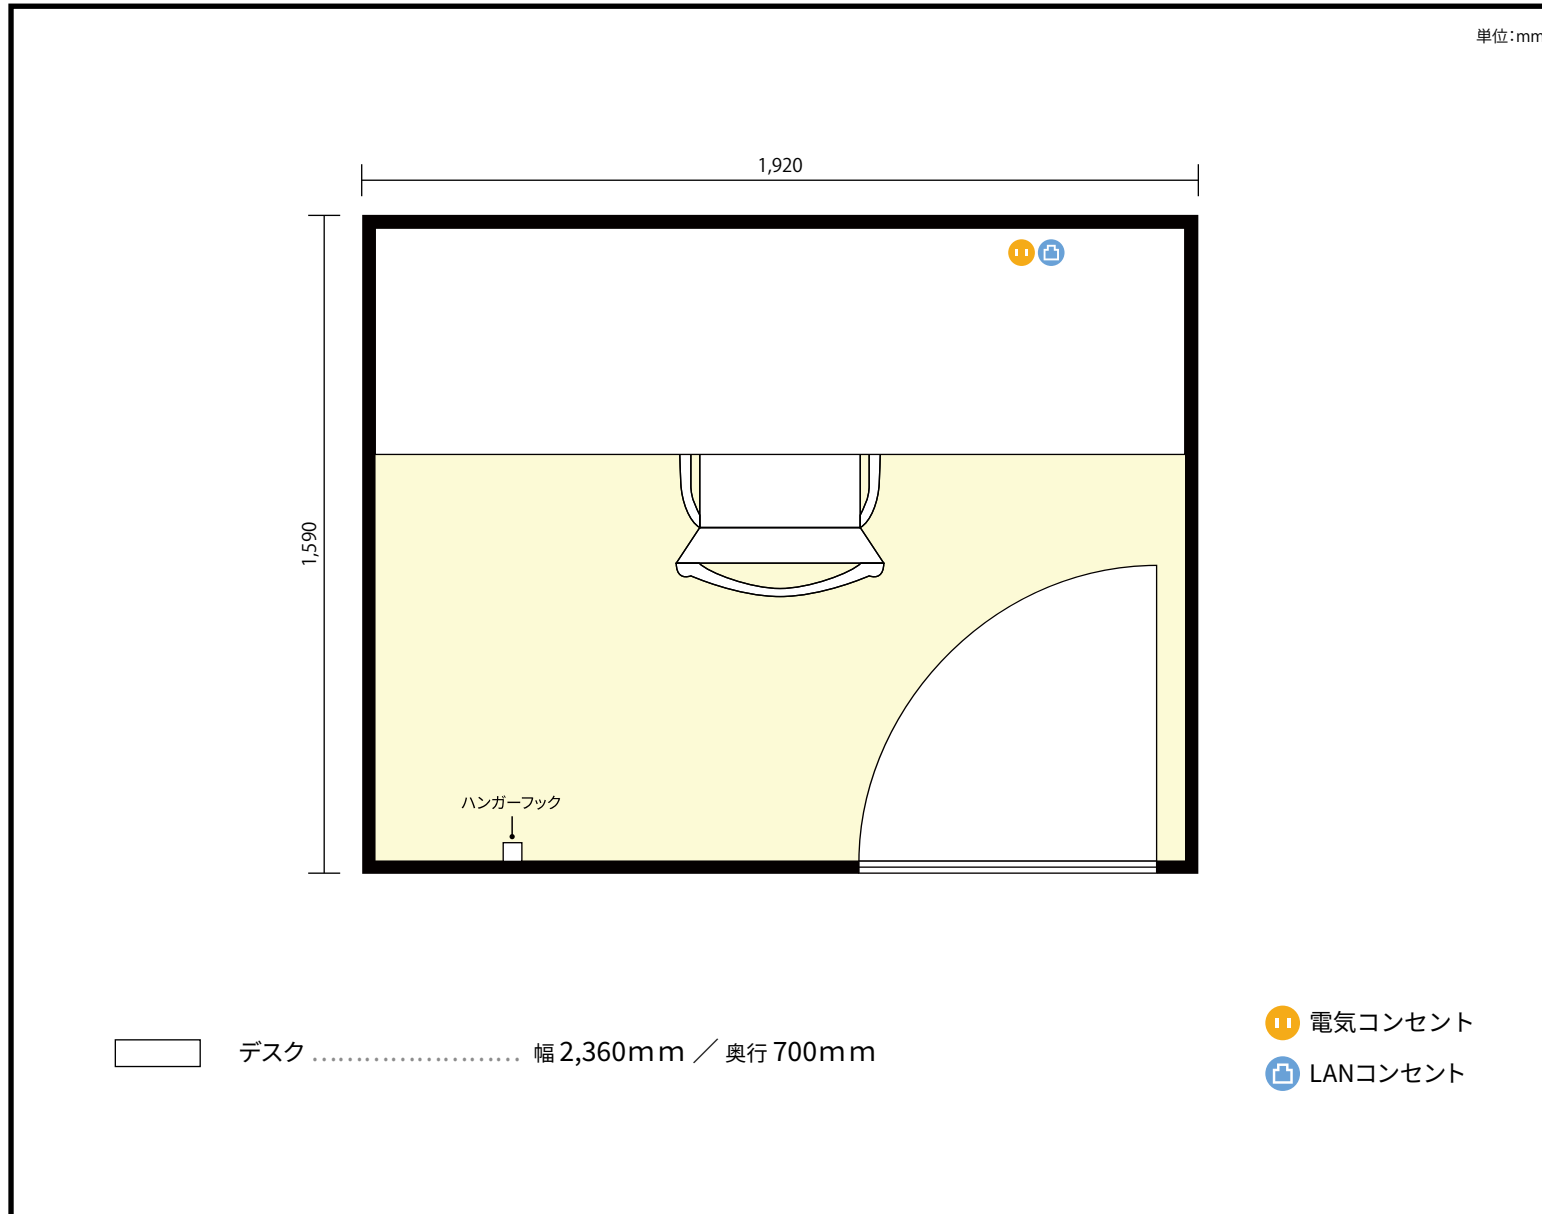 単位：mm
1,920
1,590
ハンガーフック
デスク ........................ 幅 2,360mm ／ 奥行 700mm
電気コンセント
LANコンセント